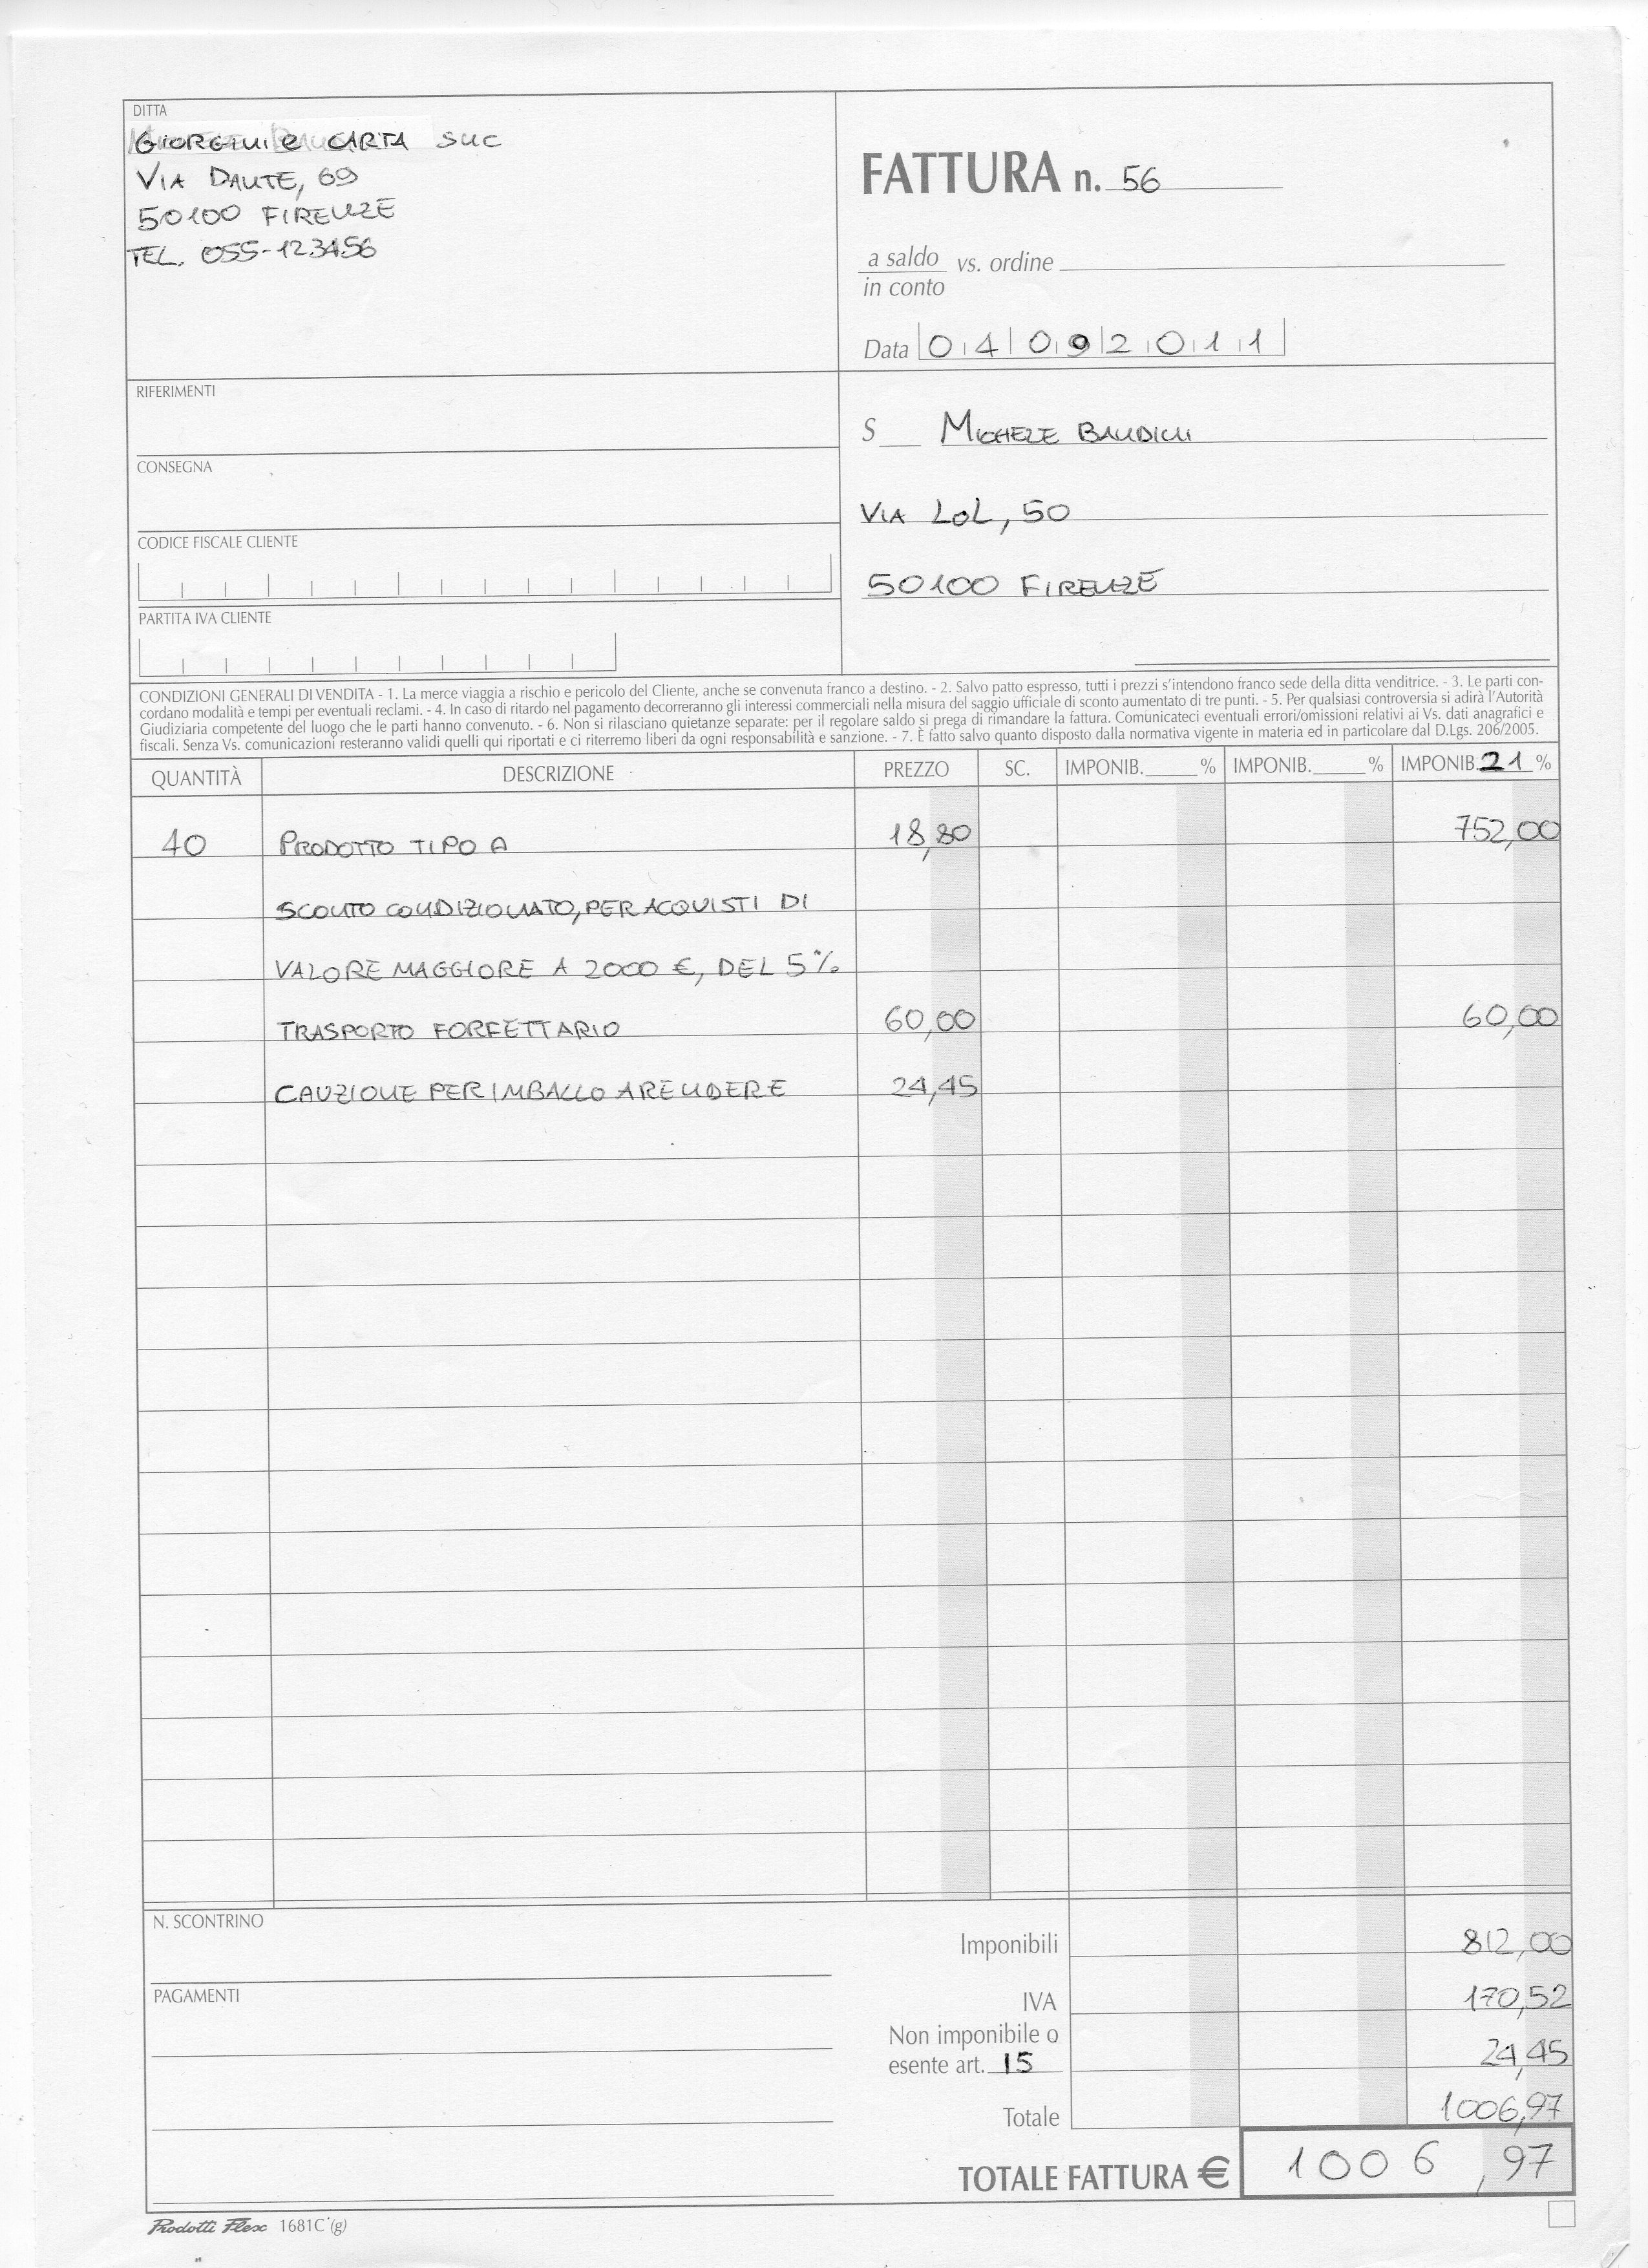 DITTA
GIORGINI e CARTA SNC
VIA DANTE, 69
50100 FIRENZE
TEL. 055-123456
FATTURA n. 56
a saldo vs. ordine
in conto
Data 04092011
RIFERIMENTI
CONSEGNA
CODICE FISCALE CLIENTE
PARTITA IVA CLIENTE
S MICHELE BANDINI
VIA LOL, 50
50100 FIRENZE
CONDIZIONI GENERALI DI VENDITA - 1. La merce viaggia a rischio e pericolo del Cliente, anche se convenuta franco a destino. - 2. Salvo patto espresso, tutti i prezzi s'intendono franco sede della ditta venditrice. - 3. Le parti con-
cordano modalità e tempi per eventuali reclami. - 4. In caso di ritardo nel pagamento decorreranno gli interessi commerciali nella misura del saggio ufficiale di sconto aumentato di tre punti. - 5. Per qualsiasi controversia si adirà l'Autorità
Giudiziaria competente del luogo che le parti hanno convenuto. - 6. Non si rilasciano quietanze separate: per il regolare saldo si prega di rimandare la fattura. Comunicateci eventuali errori/omissioni relativi ai Vs. dati anagrafici e
fiscali. Senza Vs. comunicazioni resteranno validi quelli qui riportati e ci riterremo liberi da ogni responsabilità e sanzione. - 7. È fatto salvo quanto disposto dalla normativa vigente in materia ed in particolare dal D.Lgs. 206/2005.
QUANTITÀ DESCRIZIONE PREZZO SC. IMPONIB. % IMPONIB. % IMPONIB. 21 %
40 PRODOTTO TIPO A 18,80 752,00
SCONTO CONDIZIONATO, PER ACQUISTI DI
VALORE MAGGIORE A 2000 €, DEL 5%
TRASPORTO FORFETTARIO 60,00 60,00
CAUZIONE PER IMBALLO A RENDERE 24,45
N. SCONTRINO
PAGAMENTI
Imponibili 812,00
IVA 170,52
Non imponibile o
esente art. 15 24,45
Totale 1006,97
TOTALE FATTURA € 1006,97
Prodotti Flex 1681C (g)